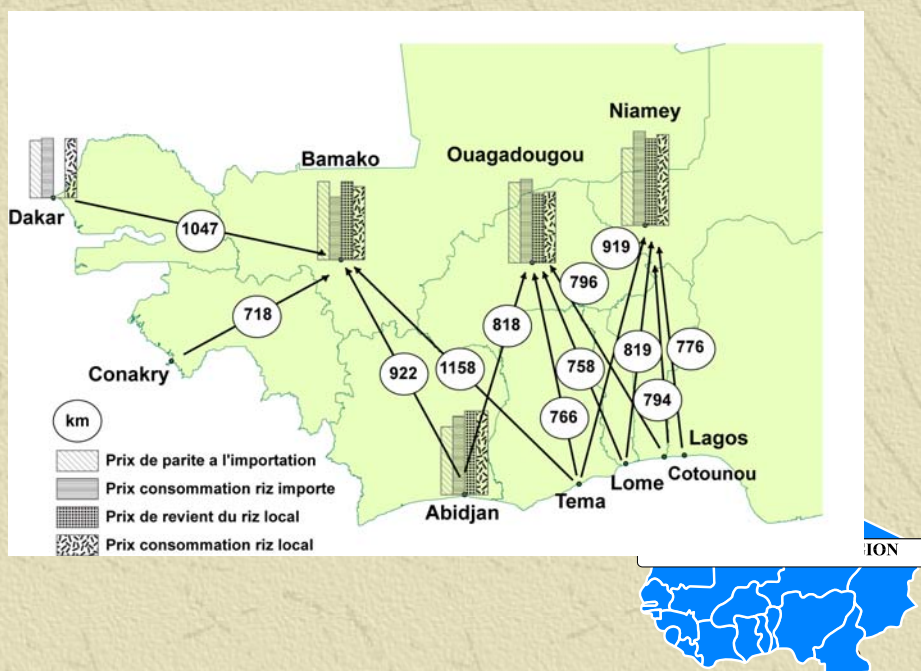 Niamey
Bamako
Ouagadougou
Dakar
1047
919
796
718
818
922
1158
758
819
776
766
794
Conakry
km
Lagos
Cotounou
Lome
Tema
Abidjan
Prix de parite a l'importation
Prix consommation riz importe
Prix de revient du riz local
Prix consommation riz local
ION